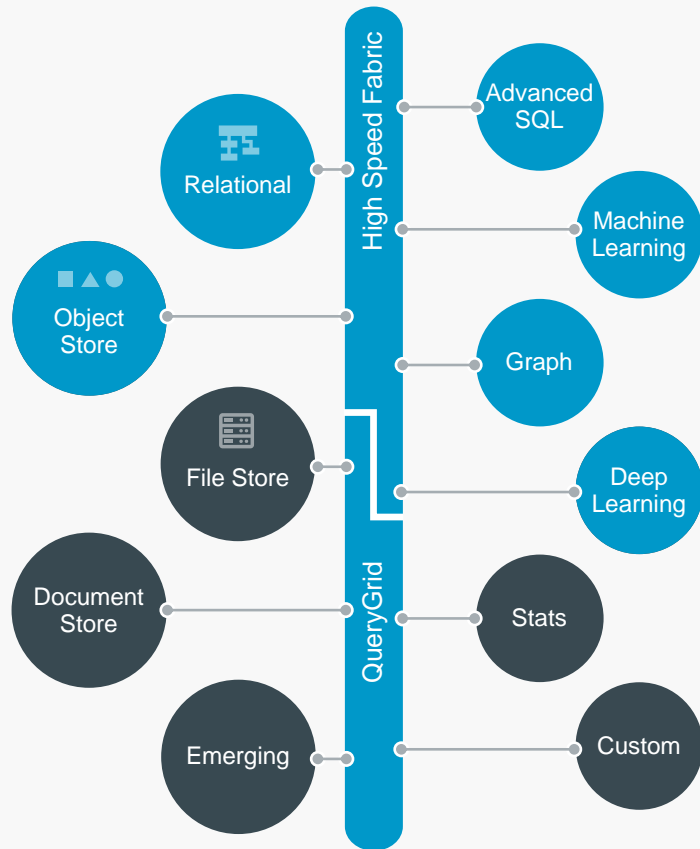 High Speed Fabric
Advanced
SQL
Relational
Machine
Learning
Object
Store
Graph
File Store
Deep
Learning
QueryGrid
Document
Store
Stats
Emerging
Custom